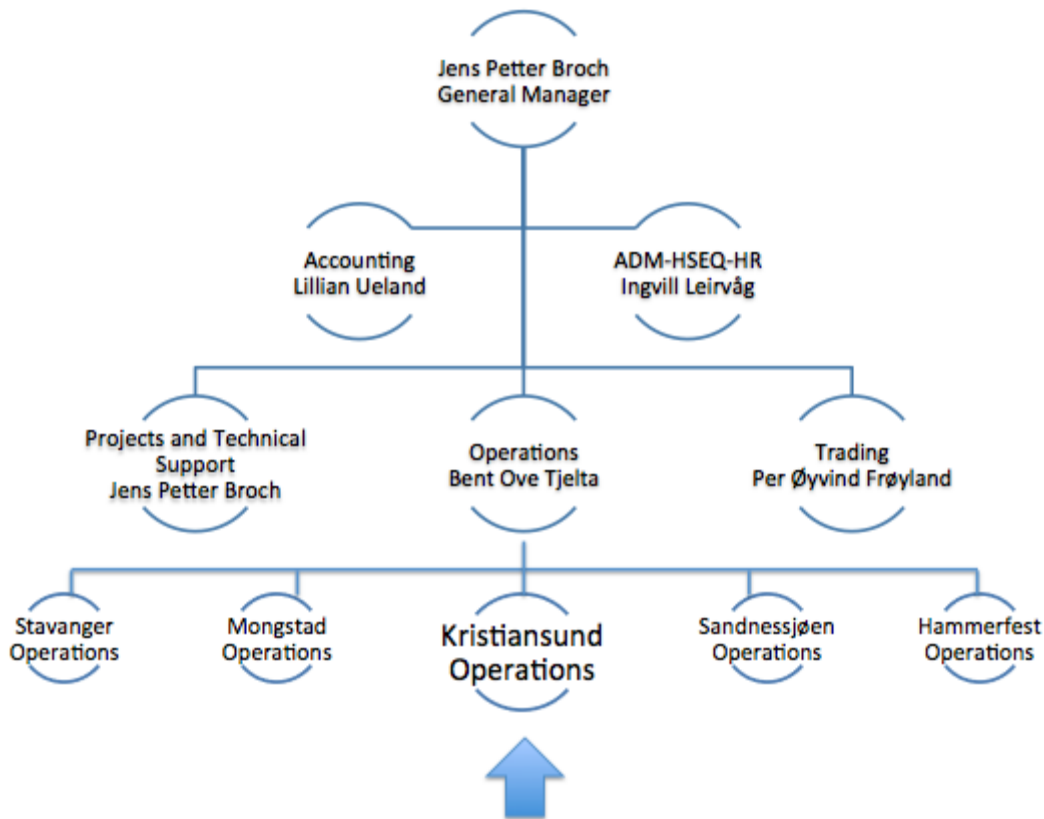 Jens Petter Broch
General Manager
Accounting
Lillian Ueland
ADM-HSEQ-HR
Ingvill Leirvåg
Projects and Technical
Support
Jens Petter Broch
Operations
Bent Ove Tjelta
Trading
Per Øyvind Frøyland
Stavanger
Operations
Mongstad
Operations
Kristiansund
Operations
Sandnessjøen
Operations
Hammerfest
Operations